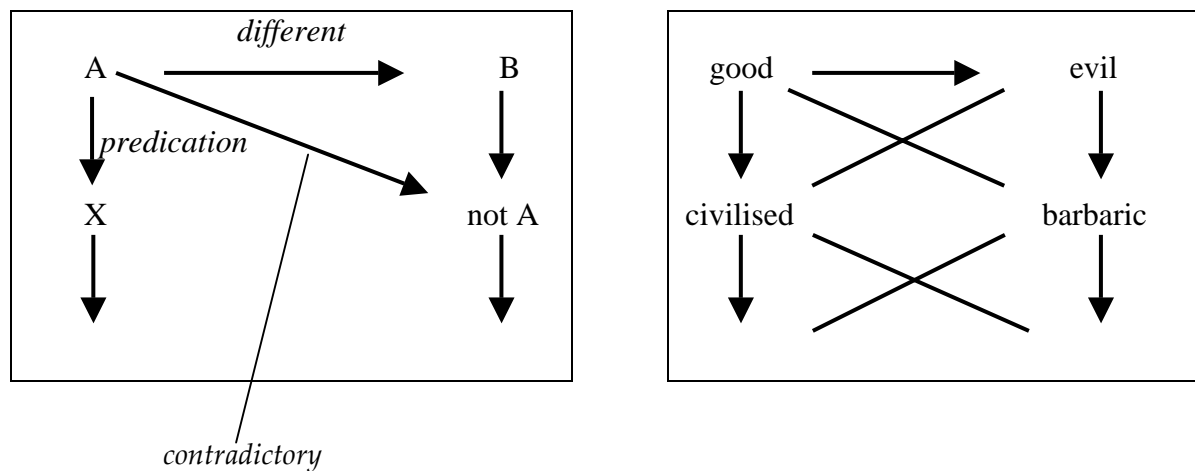 different
A B
predication
X not A
contradictory
good evil
civilised barbaric